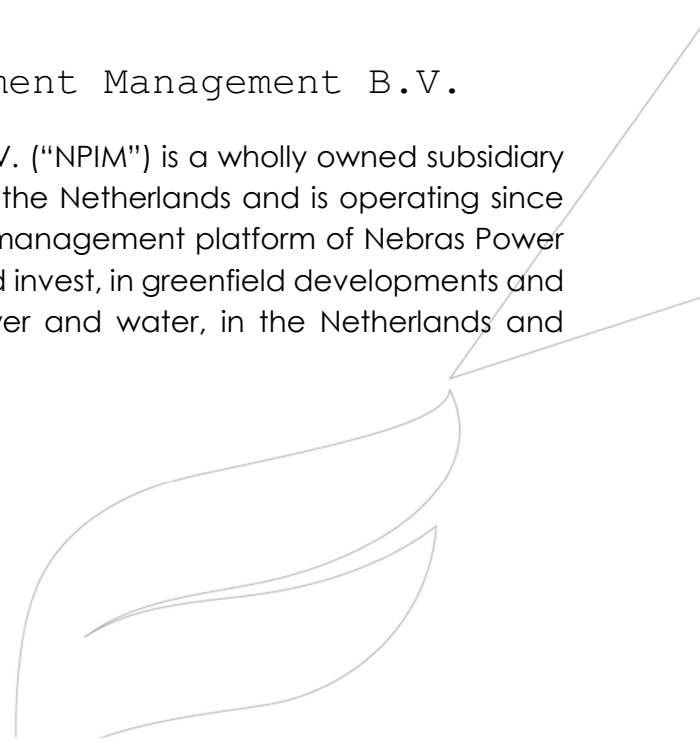 ment Management B.V.
V. (“NPIM”) is a wholly owned subsidiary
the Netherlands and is operating since
management platform of Nebras Power
d invest, in greenfield developments and
ver and water, in the Netherlands and